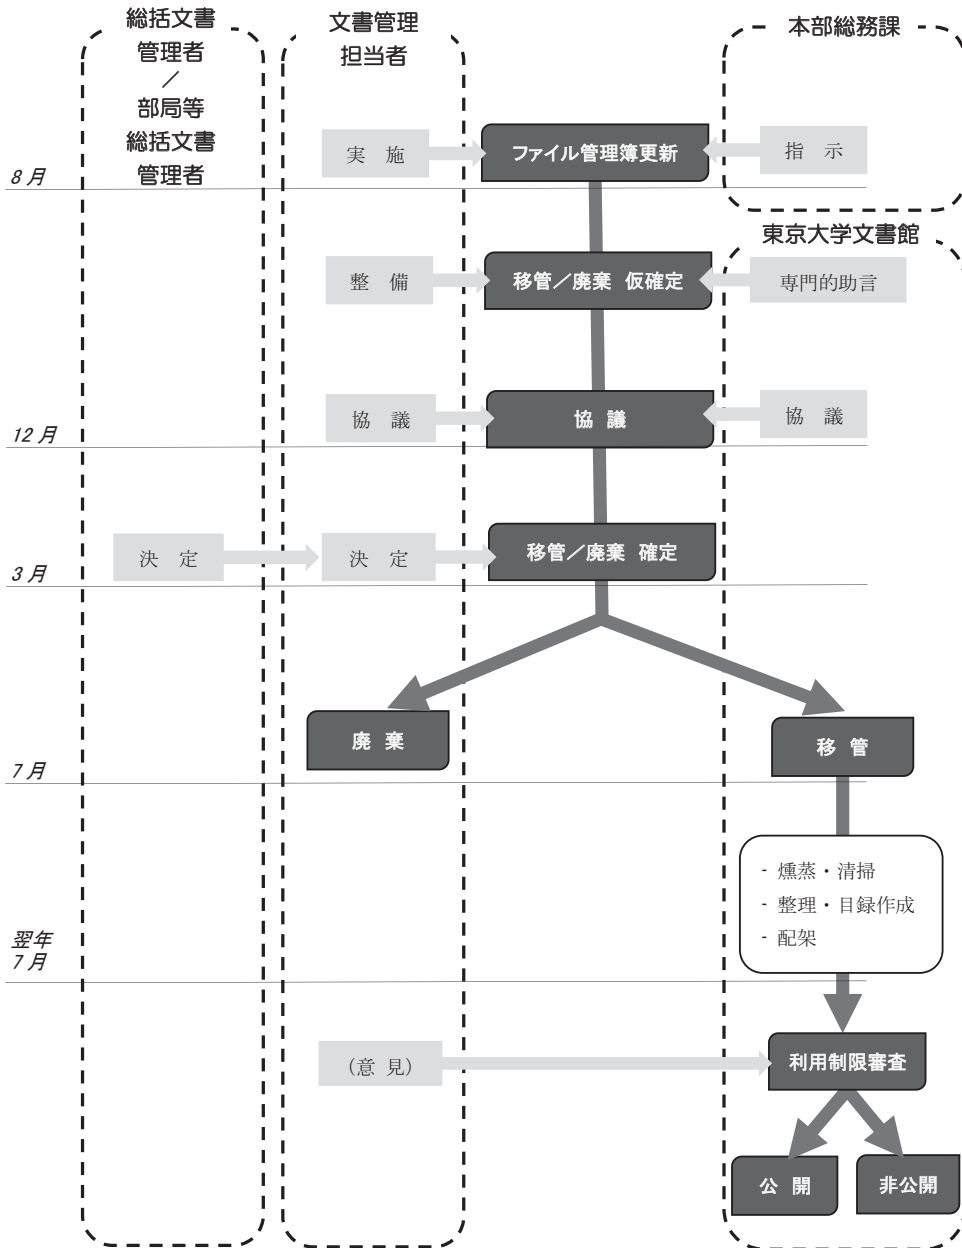 総括文書
管理者
／
部局等
総括文書
管理者
文書管理
担当者
本部総務課
実 施
ファイル管理簿更新
指 示
8月
東京大学文書館
整 備
移管／廃棄 仮確定
専門的助言
協 議
協 議
協 議
12月
決 定
決 定
移管／廃棄 確定
3月
廃 棄
移 管
7月
- 燻蒸・清掃
- 整理・目録作成
- 配架
翌年
7月
（意 見）
利用制限審査
公 開
非公開